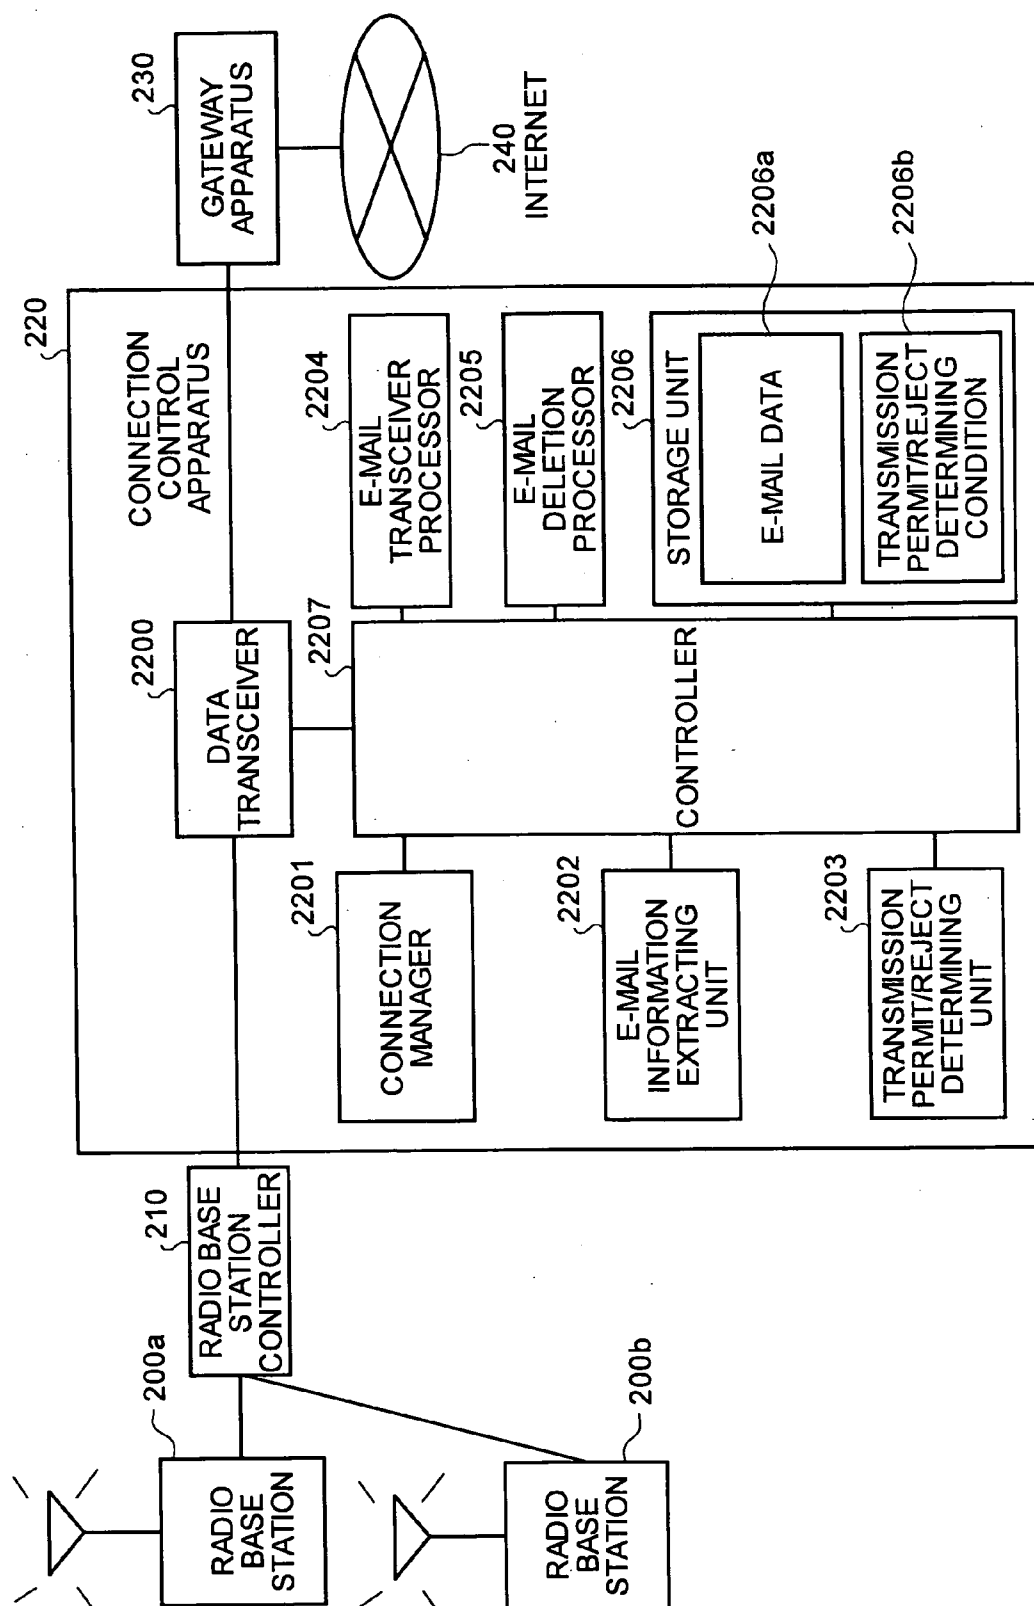 200a
RADIO
BASE
STATION
200b
RADIO
BASE
STATION
210
RADIO BASE
STATION
CONTROLLER
220
CONNECTION
CONTROL
APPARATUS
2200
DATA
TRANSCEIVER
2201
CONNECTION
MANAGER
2202
E-MAIL
INFORMATION
EXTRACTING
UNIT
2203
TRANSMISSION
PERMIT/REJECT
DETERMINING
UNIT
2207
CONTROLLER
2204
E-MAIL
TRANSCEIVER
PROCESSOR
2205
E-MAIL
DELETION
PROCESSOR
2206
STORAGE UNIT
E-MAIL DATA
2206a
TRANSMISSION
PERMIT/REJECT
DETERMINING
CONDITION
2206b
230
GATEWAY
APPARATUS
240
INTERNET